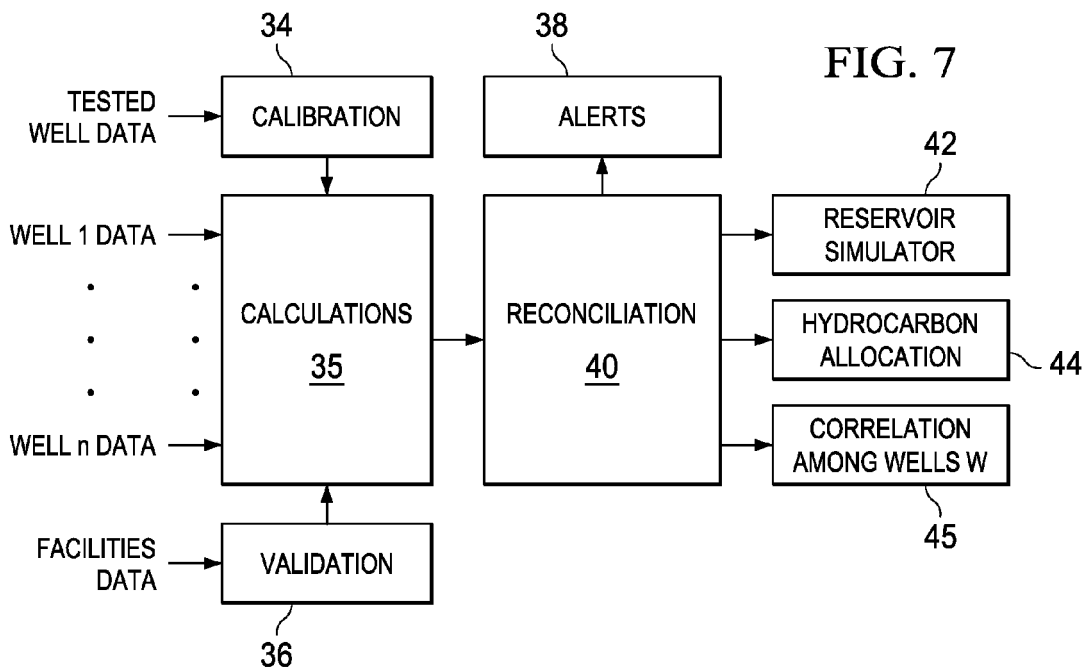 FIG. 7
34
38
TESTED
WELL DATA
CALIBRATION
ALERTS
42
WELL 1 DATA
RESERVOIR
SIMULATOR
CALCULATIONS
35
RECONCILIATION
40
HYDROCARBON
ALLOCATION
44
WELL n DATA
CORRELATION
AMONG WELLS W
45
FACILITIES
DATA
VALIDATION
36